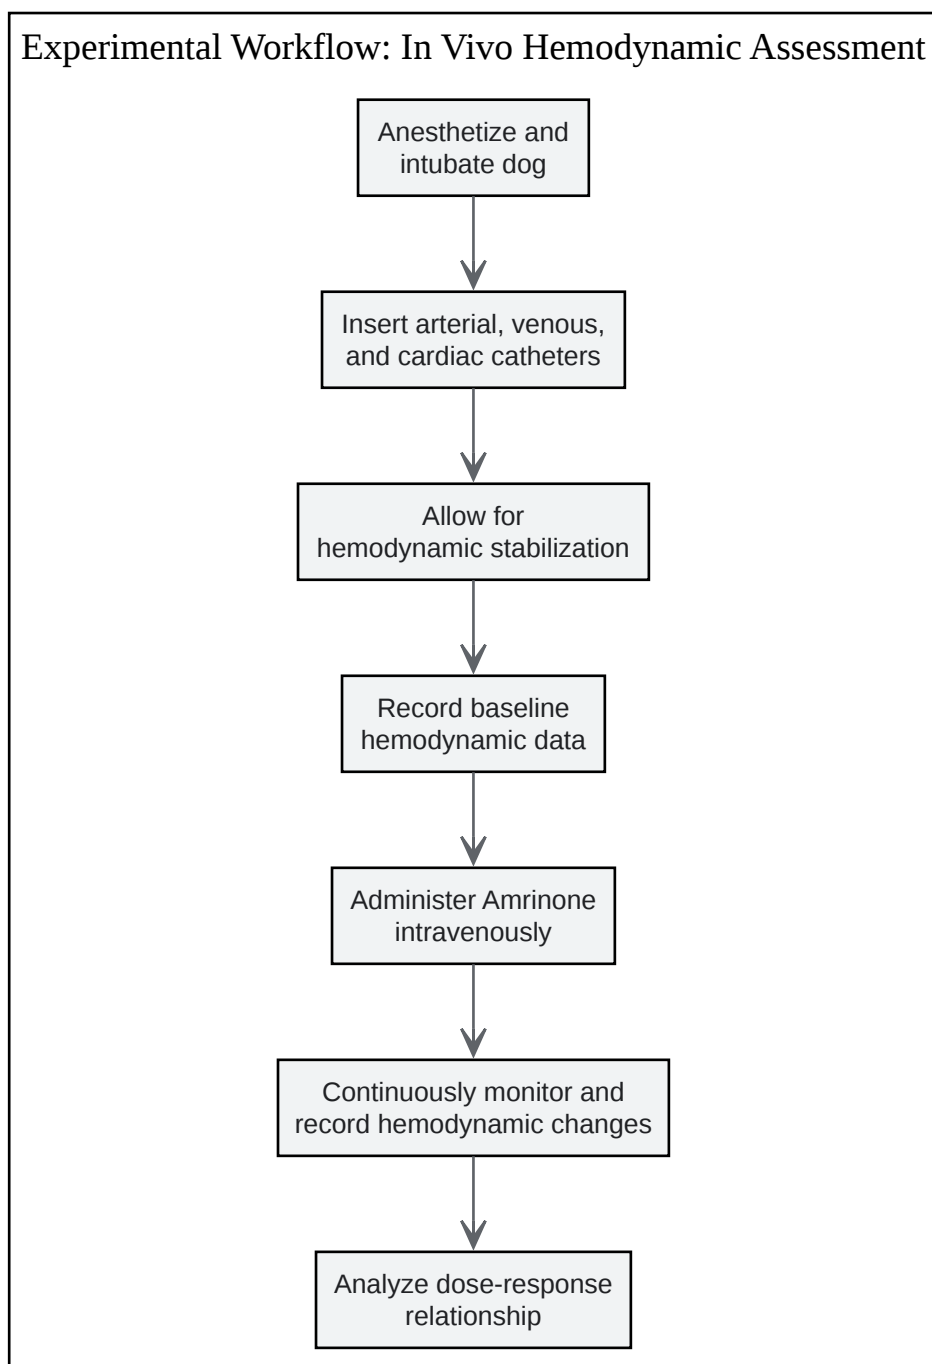 Experimental Workflow: In Vivo Hemodynamic Assessment
Anesthetize and
intubate dog
Insert arterial, venous,
and cardiac catheters
Allow for
hemodynamic stabilization
Record baseline
hemodynamic data
Administer Amrinone
intravenously
Continuously monitor and
record hemodynamic changes
Analyze dose-response
relationship